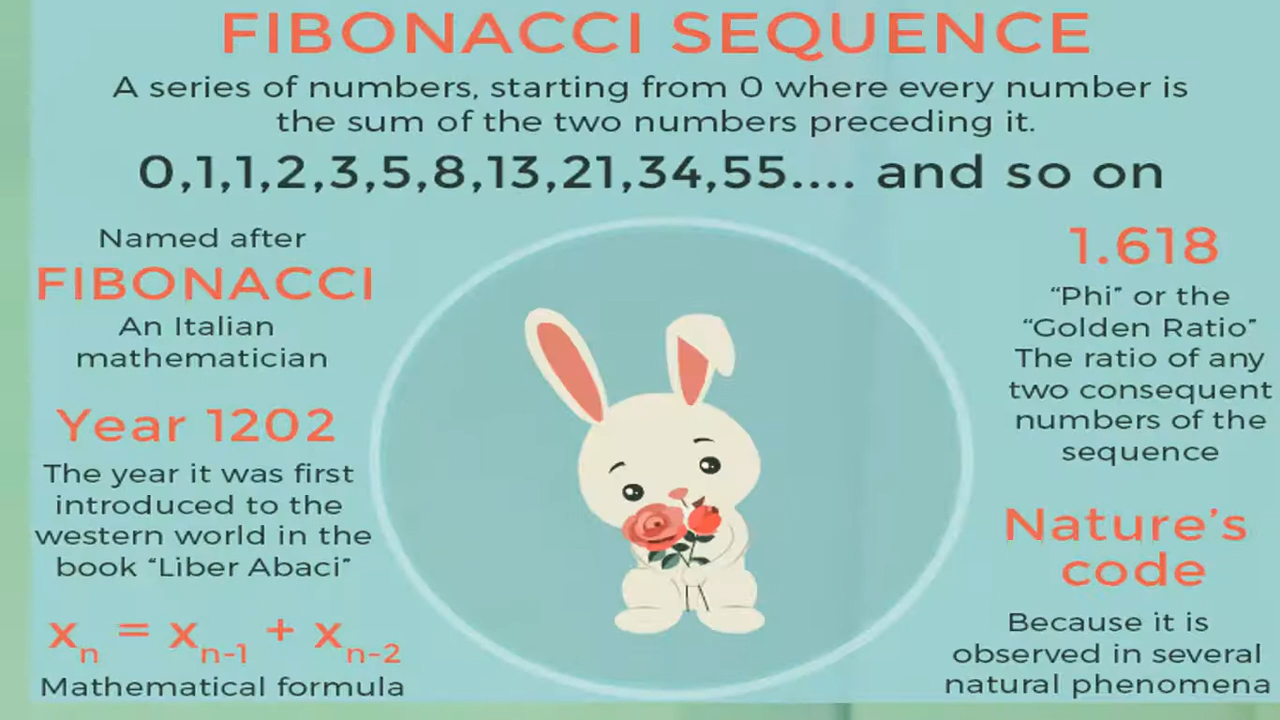 FIBONACCI SEQUENCE
A series of numbers, starting from 0 where every number is
the sum of the two numbers preceding it.
0,1,1,2,3,5,8,13,21,34,55.... and so on
Named after
FIBONACCI
An Italian
mathematician
Year 1202
The year it was first
introduced to the
western world in the
book “Liber Abaci”
xₙ = xₙ₋₁ + xₙ₋₂
Mathematical formula
1.618
“Phi” or the
“Golden Ratio”
The ratio of any
two consequent
numbers of the
sequence
Nature’s
code
Because it is
observed in several
natural phenomena